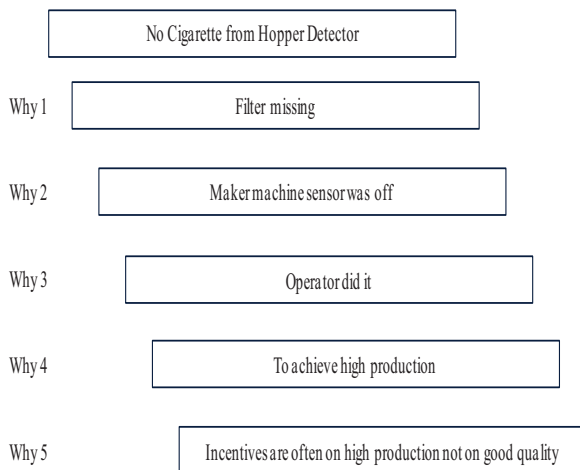 No Cigarette from Hopper Detector
Why 1 Filter missing
Why 2 Maker machine sensor was off
Why 3 Operator did it
Why 4 To achieve high production
Why 5 Incentives are often on high production not on good quality